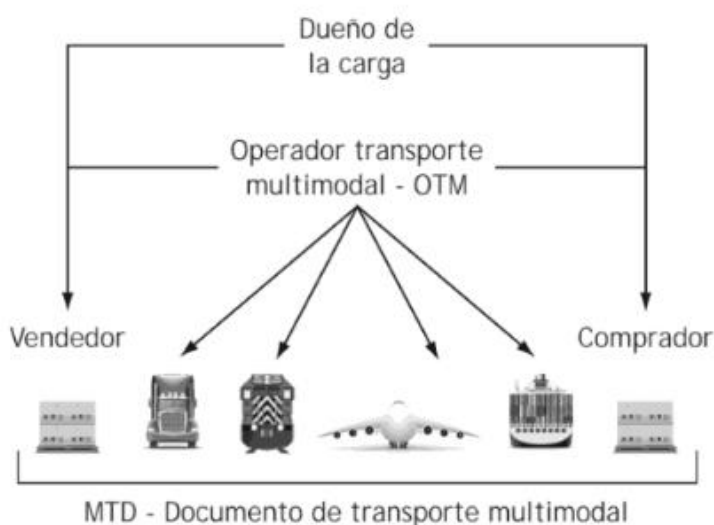 Dueño de
la carga
Operador transporte
multimodal - OTM
Vendedor
Comprador
MTD - Documento de transporte multimodal